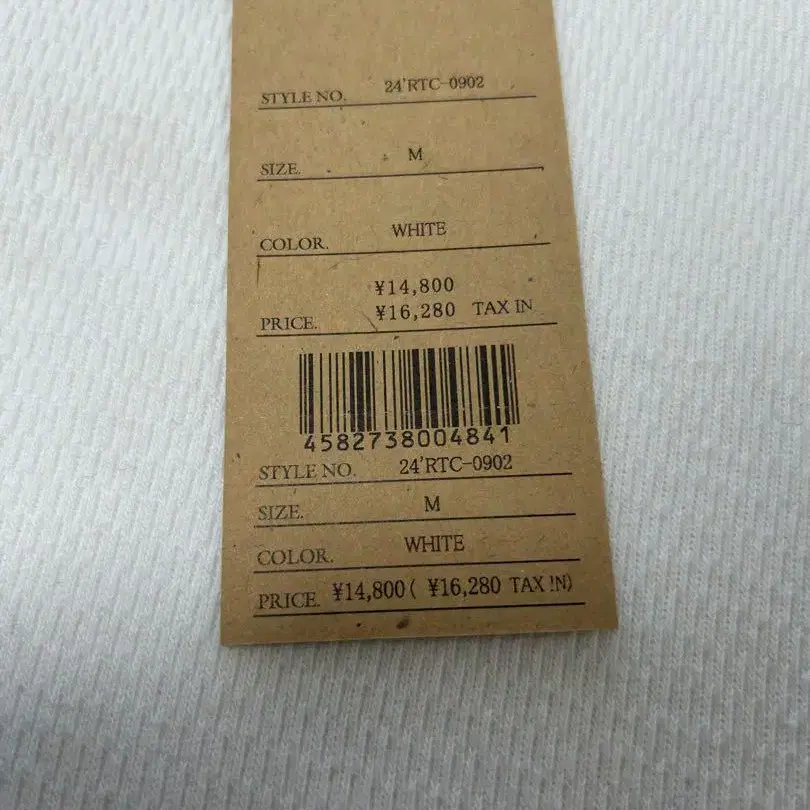 STYLE NO. 24'RTC-0902
SIZE. M
COLOR. WHITE
¥14,800
PRICE. ¥16,280 TAX IN
4582738004841
STYLE NO. 24'RTC-0902
SIZE. M
COLOR. WHITE
PRICE. ¥14,800( ¥16,280 TAX IN)